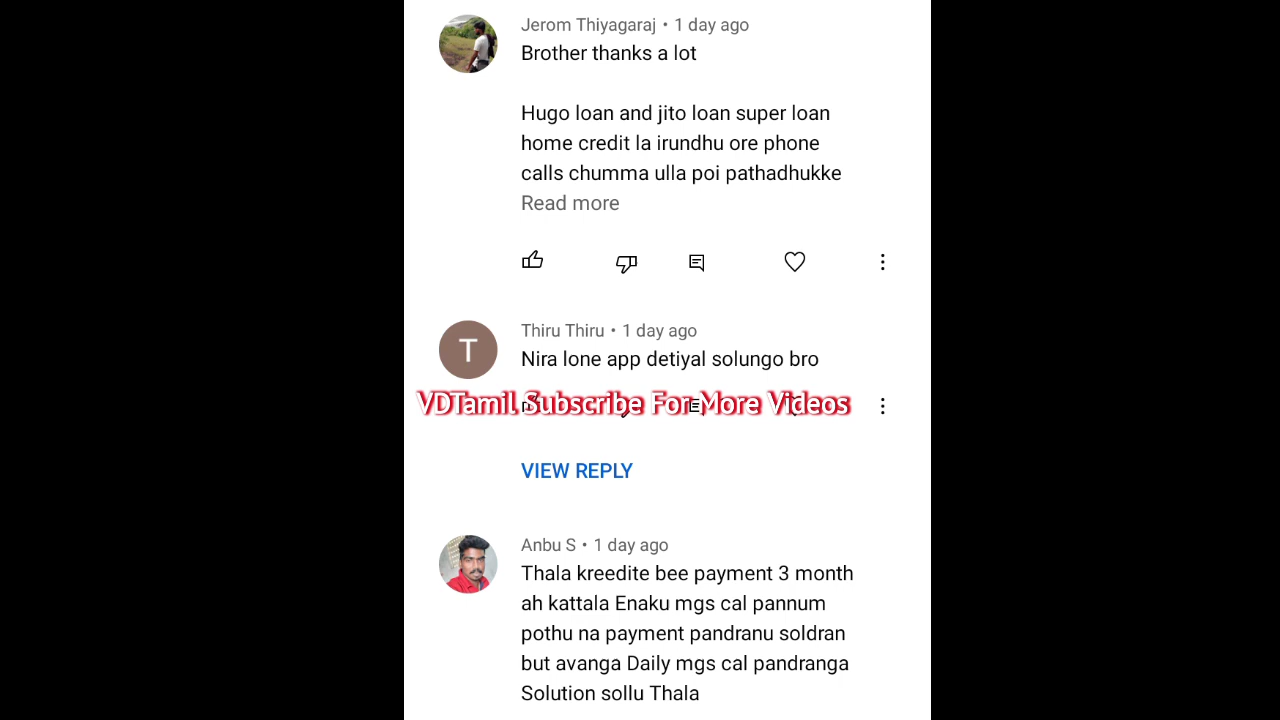 Jerom Thiyagaraj • 1 day ago
Brother thanks a lot
Hugo loan and jito loan super loan
home credit la irundhu ore phone
calls chumma ulla poi pathadhukke
Read more
Thiru Thiru • 1 day ago
T
Nira lone app detiyal solungo bro
VDTamil Subscribe For More Videos
VIEW REPLY
Anbu S • 1 day ago
Thala kreedite bee payment 3 month
ah kattala Enaku mgs cal pannum
pothu na payment pandranu soldran
but avanga Daily mgs cal pandranga
Solution sollu Thala